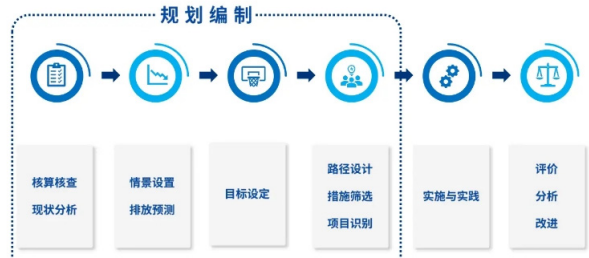 规划编制
核算核查
现状分析
情景设置
排放预测
目标设定
路径设计
措施筛选
项目识别
实施与实践
评价
分析
改进